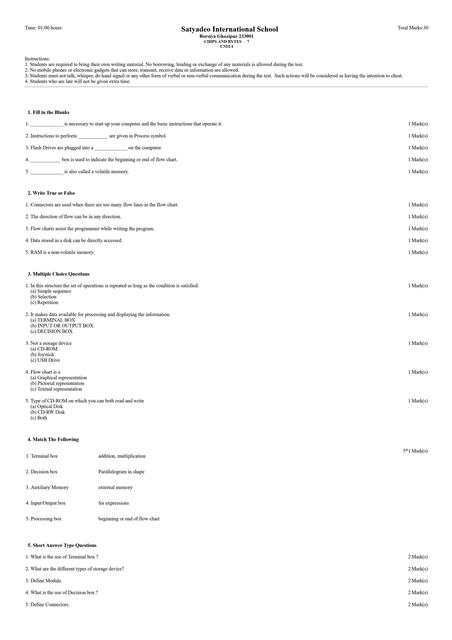 Time: 01:00 hours
Satyadeo International School
Total Marks:30
Borsiya Ghazipur 233001
CHIPS AND BYTES 7
UNIT-I
Instructions:
1. Students are required to bring their own writing material. No borrowing, lending or exchange of any materials is allowed during the test.
2. No mobile phones or electronic gadgets that can store, transmit, receive data or information are allowed.
3. Students must not talk, whisper, do hand signal or any other form of verbal or non-verbal communication during the test. Such actions will be considered as having the intention to cheat.
4. Students who are late will not be given extra time.
1. Fill in the Blanks
1. ____________ is necessary to start up your computer and the basic instructions that operate it. 1 Mark(s)
2. Instructions to perform ____________ are given in Process symbol. 1 Mark(s)
3. Flash Drives are plugged into a ____________ on the computer. 1 Mark(s)
4. ____________ box is used to indicate the beginning or end of flow chart. 1 Mark(s)
5. ____________ is also called a volatile memory. 1 Mark(s)
2. Write True or False
1. Connectors are used when there are too many flow lines in the flow chart. 1 Mark(s)
2. The direction of flow can be in any direction. 1 Mark(s)
3. Flow charts assist the programmer while writing the program. 1 Mark(s)
4. Data stored in a disk can be directly accessed. 1 Mark(s)
5. RAM is a non-volatile memory. 1 Mark(s)
3. Multiple Choice Questions
1. In this structure the set of operations is repeated as long as the condition is satisfied. 1 Mark(s)
(a) Simple sequence
(b) Selection
(c) Repetition
2. It makes data available for processing and displaying the information. 1 Mark(s)
(a) TERMINAL BOX
(b) INPUT OR OUTPUT BOX
(c) DECISION BOX
3. Not a storage device 1 Mark(s)
(a) CD-ROM
(b) Joystick
(c) USB Drive
4. Flow chart is a 1 Mark(s)
(a) Graphical representation
(b) Pictorial representation
(c) Textual representation
5. Type of CD-ROM on which you can both read and write 1 Mark(s)
(a) Optical Disk
(b) CD-RW Disk
(c) Both
4. Match The Following
5*1 Mark(s)
1. Terminal box addition, multiplication
2. Decision box Parallelogram in shape
3. Auxiliary Memory external memory
4. Input/Output box for expressions
5. Processing box beginning or end of flow-chart
5. Short Answer Type Questions
1. What is the use of Terminal box ? 2 Mark(s)
2. What are the different types of storage device? 2 Mark(s)
3. Define Module. 2 Mark(s)
4. What is the use of Decision box ? 2 Mark(s)
5. Define Connectors. 2 Mark(s)